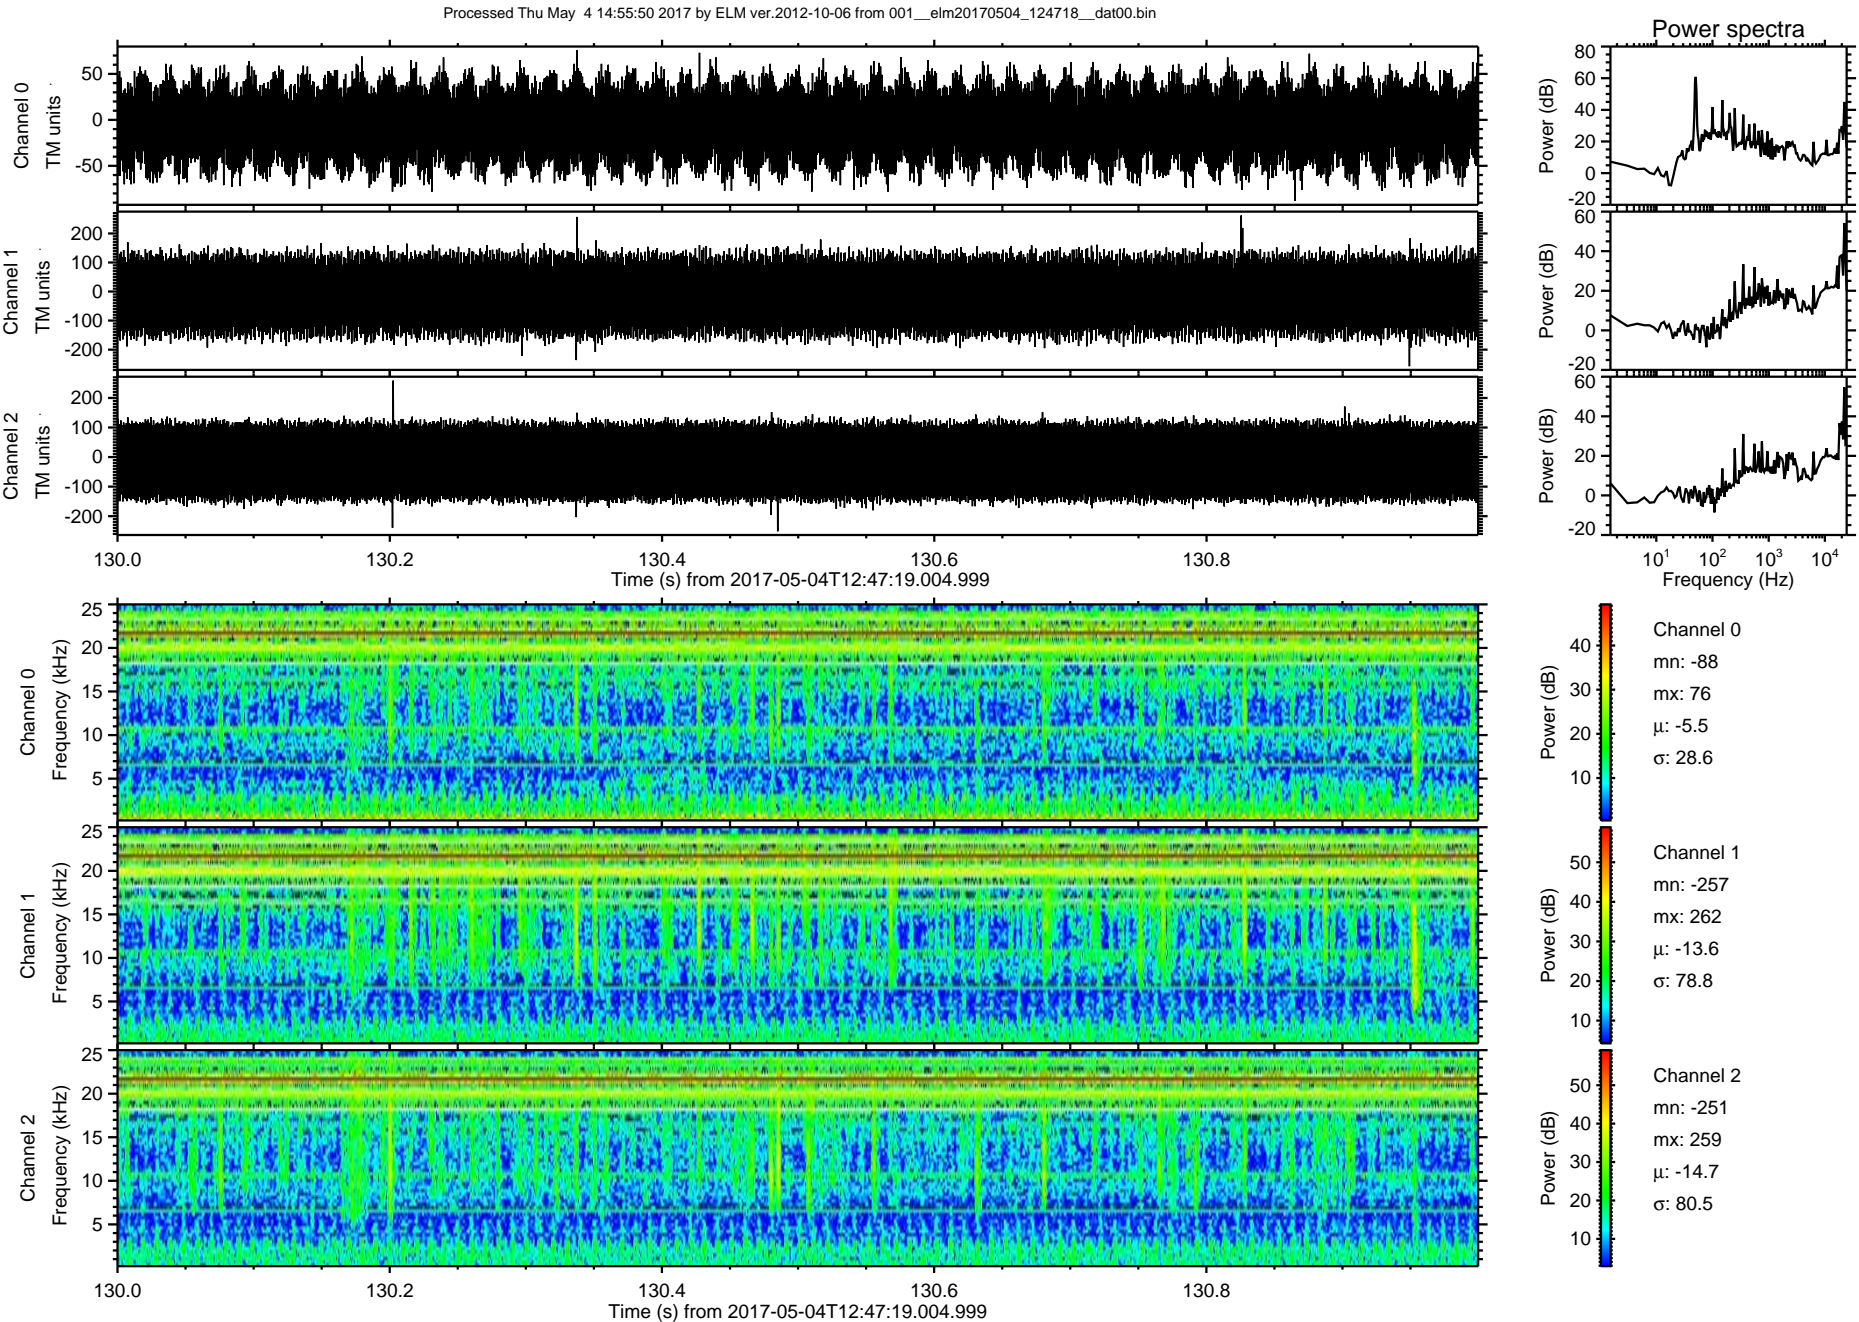 Processed Thu May  4 14:55:50 2017 by ELM ver.2012-10-06 from 001__elm20170504_124718__dat00.bin
Power spectra
Channel 0
TM units
50
0
-50
Power (dB)
80
60
40
20
0
-20
Channel 1
TM units
200
100
0
-100
-200
Power (dB)
60
40
20
0
-20
Channel 2
TM units
200
100
0
-100
-200
Power (dB)
60
40
20
0
-20
130.0 130.2 130.4 130.6 130.8
Time (s) from 2017-05-04T12:47:19.004.999
10^1 10^2 10^3 10^4
Frequency (Hz)
Channel 0
Frequency (kHz)
25
20
15
10
5
Power (dB)
40
30
20
10
Channel 0
mn: -88
mx: 76
µ: -5.5
σ: 28.6
Channel 1
Frequency (kHz)
25
20
15
10
5
Power (dB)
50
40
30
20
10
Channel 1
mn: -257
mx: 262
µ: -13.6
σ: 78.8
Channel 2
Frequency (kHz)
25
20
15
10
5
Power (dB)
50
40
30
20
10
Channel 2
mn: -251
mx: 259
µ: -14.7
σ: 80.5
130.0 130.2 130.4 130.6 130.8
Time (s) from 2017-05-04T12:47:19.004.999